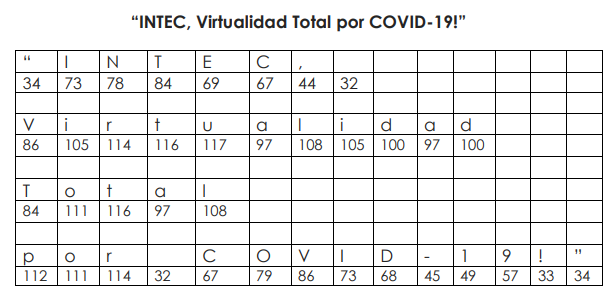 “INTEC, Virtualidad Total por COVID-19!”
“ I N T E C ,
34 73 78 84 69 67 44 32
V i r t u a l i d a d
86 105 114 116 117 97 108 105 100 97 100
T o t a l
84 111 116 97 108
p o r C O V I D - 1 9 ! ”
112 111 114 32 67 79 86 73 68 45 49 57 33 34